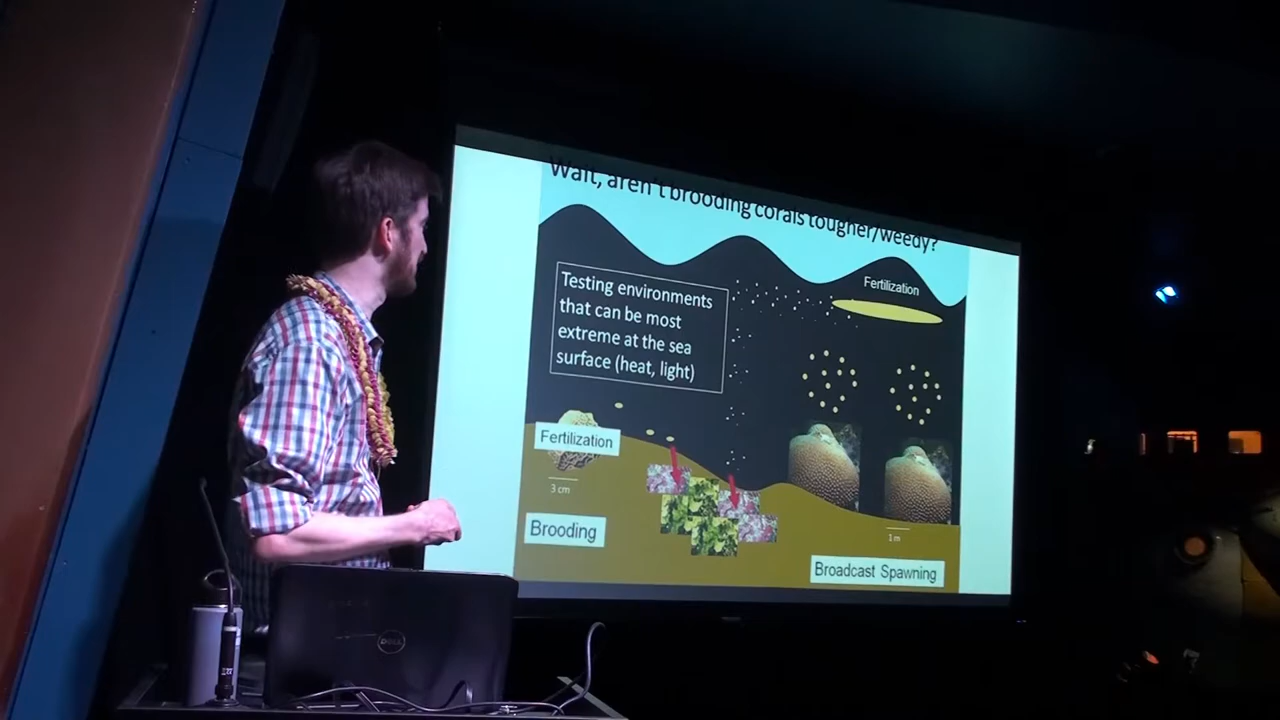 Wait, aren't brooding corals tougher/weedy?
Fertilization
Testing environments
that can be most
extreme at the sea
surface (heat, light)
Fertilization
3 cm
Brooding
1 m
Broadcast Spawning
DELL